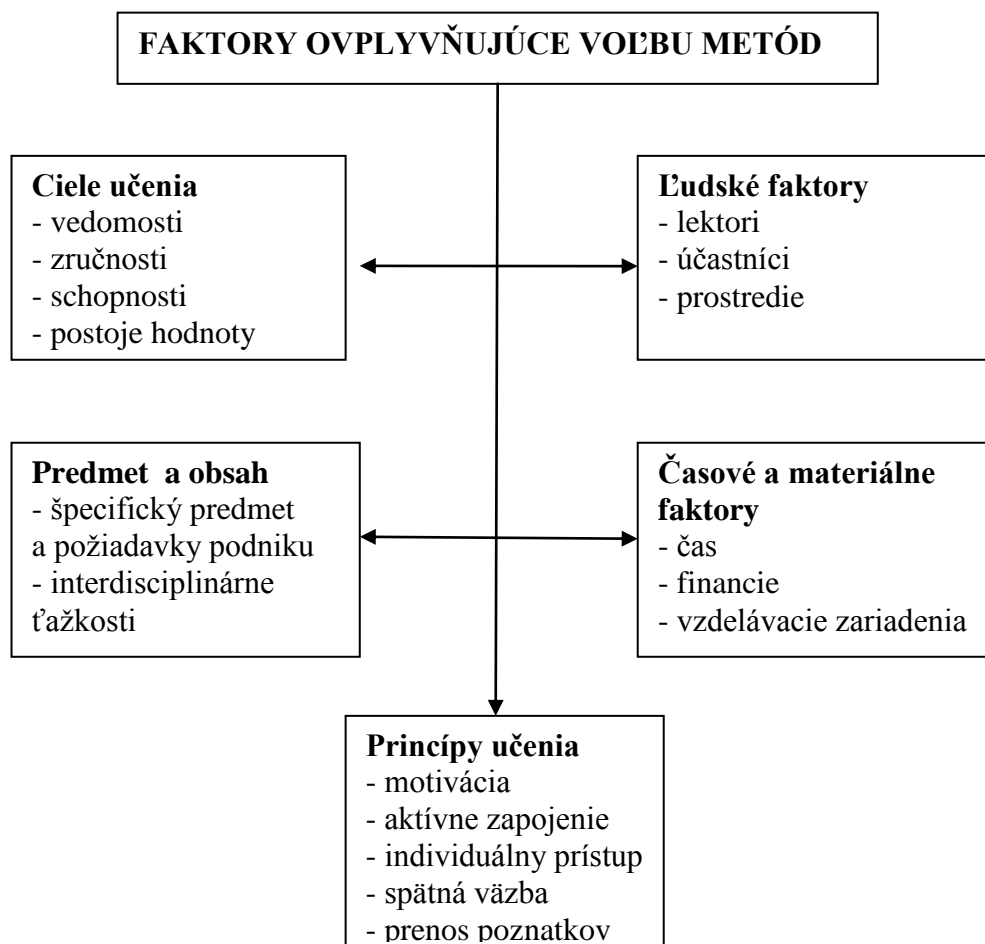 FAKTORY OVPLYVŇUJÚCE VOĽBU METÓD
Ciele učenia
- vedomosti
- zručnosti
- schopnosti
- postoje hodnoty
Ľudské faktory
- lektori
- účastníci
- prostredie
Predmet  a obsah
- špecifický predmet
a požiadavky podniku
- interdisciplinárne
ťažkosti
Časové a materiálne
faktory
- čas
- financie
- vzdelávacie zariadenia
Princípy učenia
- motivácia
- aktívne zapojenie
- individuálny prístup
- spätná väzba
- prenos poznatkov